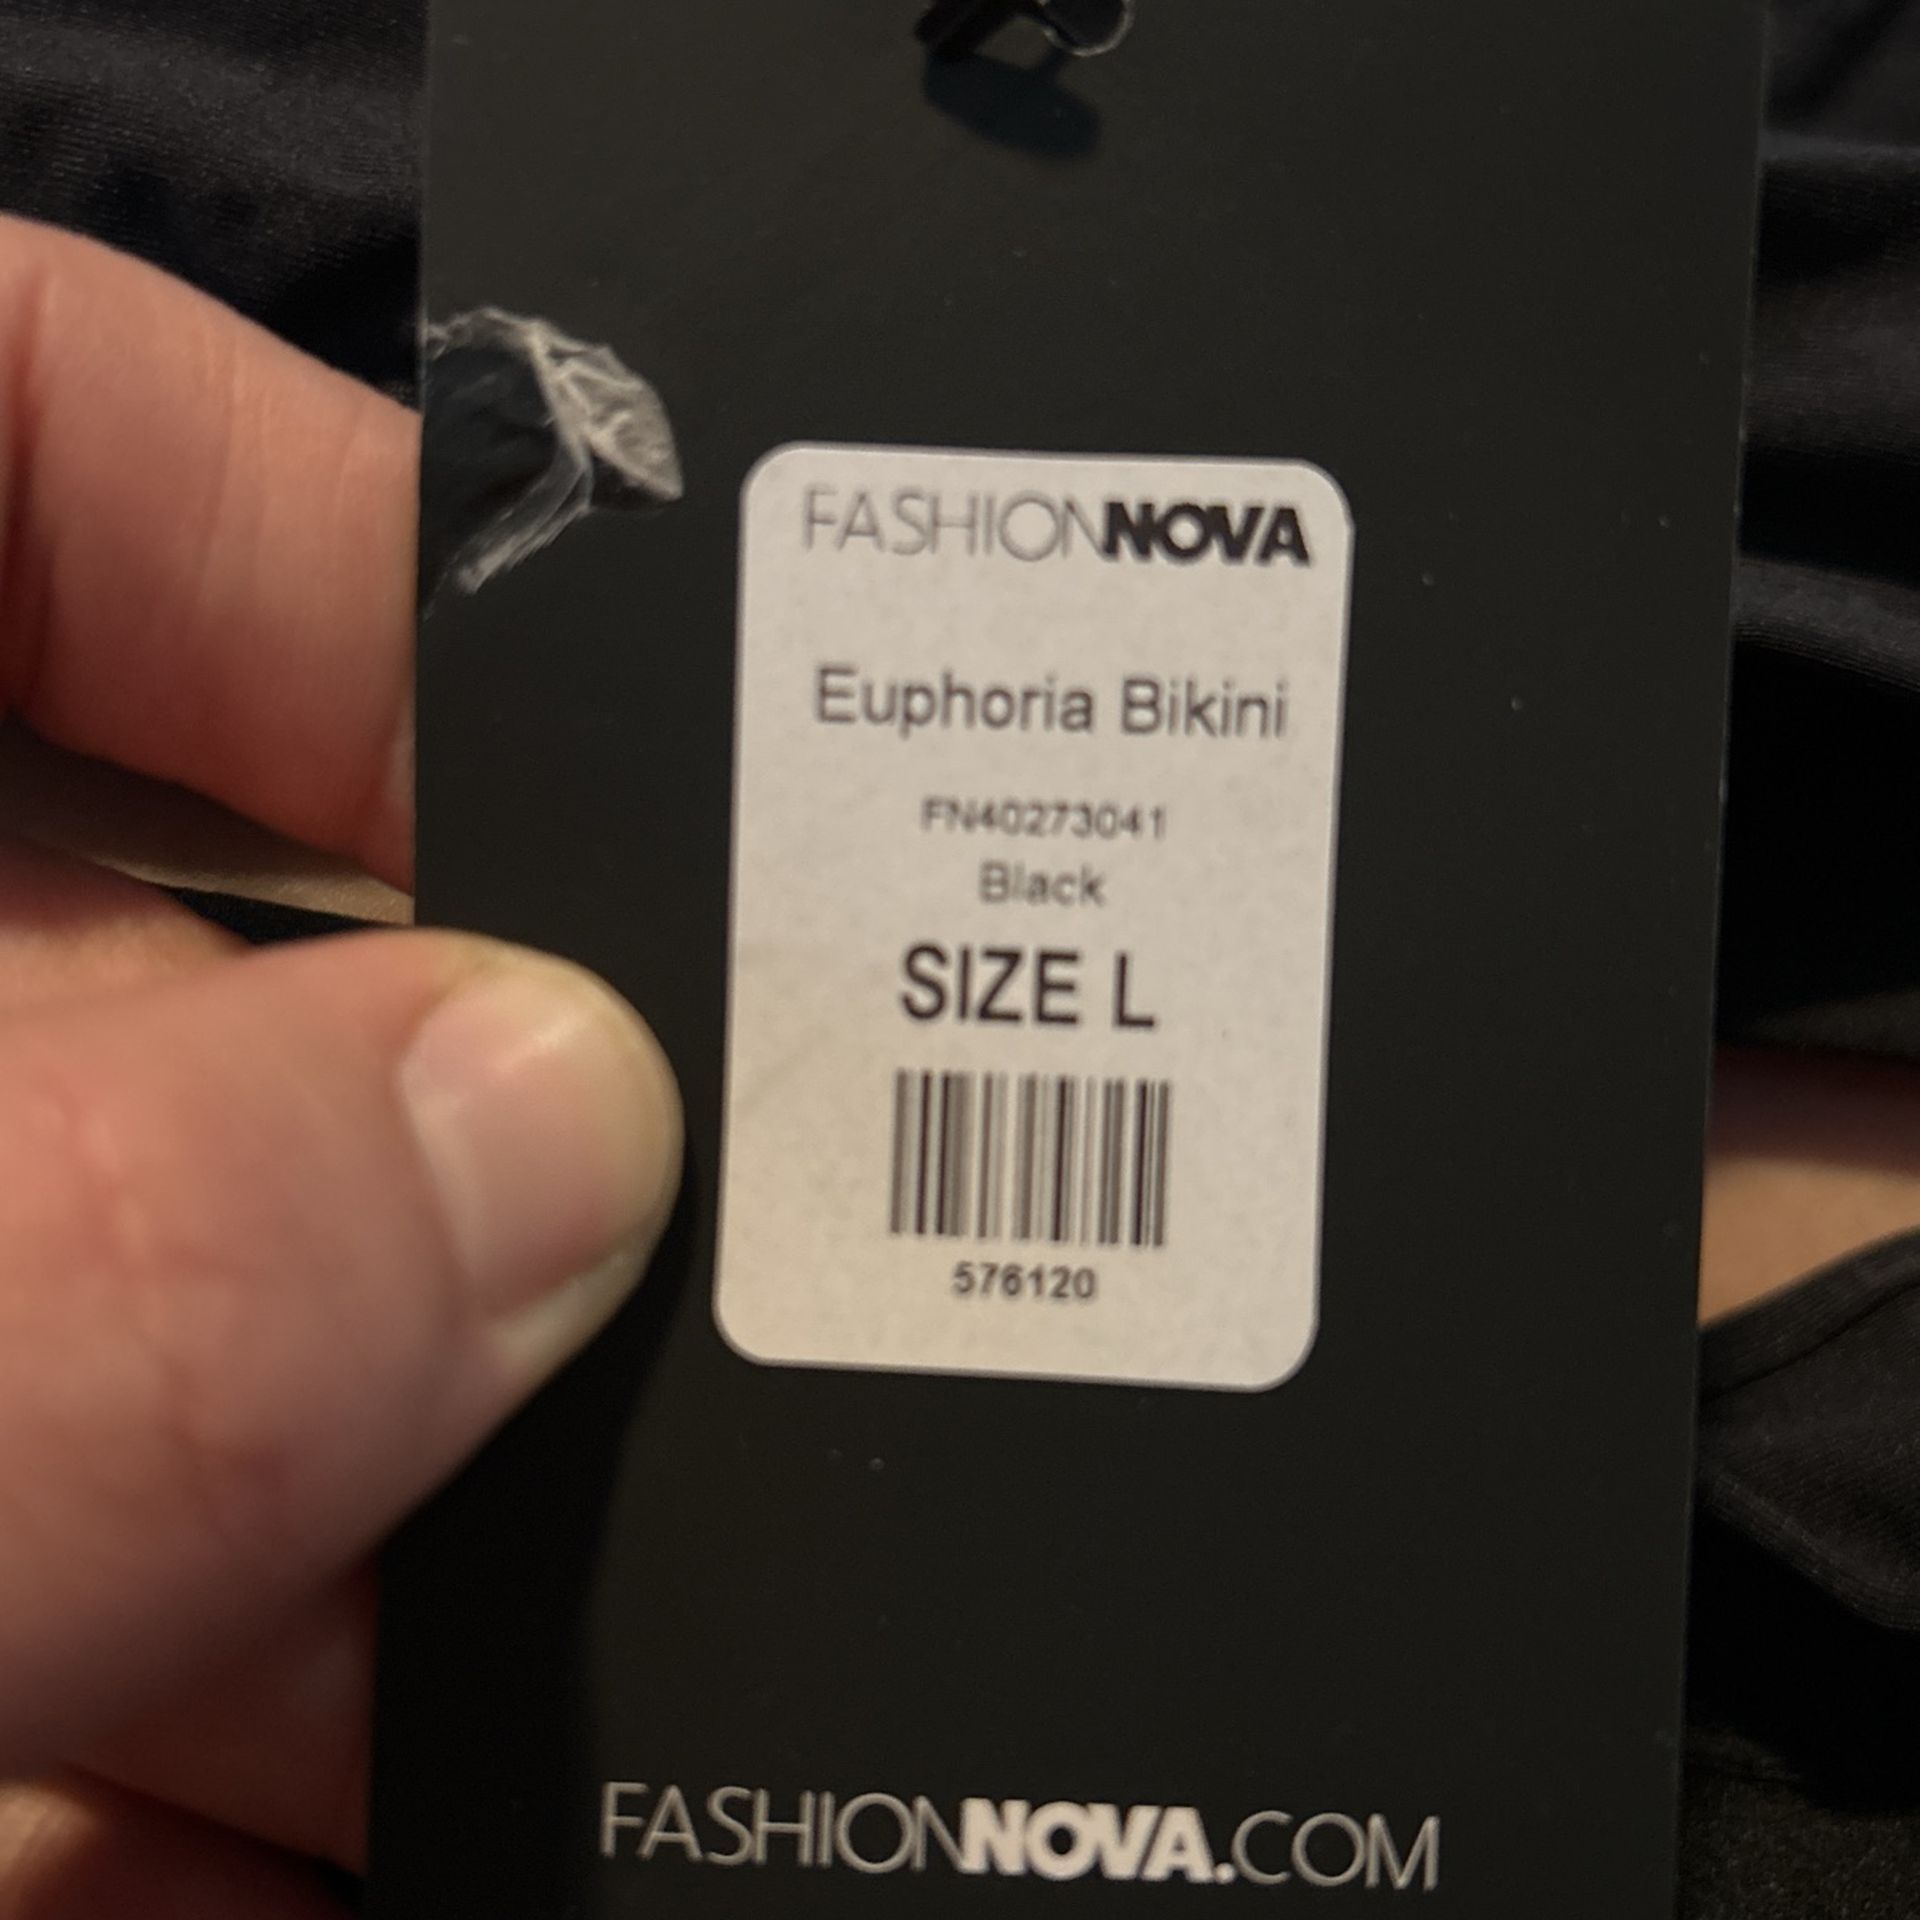 FASHIONNOVA
Euphoria Bikini
FN40273041
Black
SIZE L
576120
FASHIONNOVA.COM